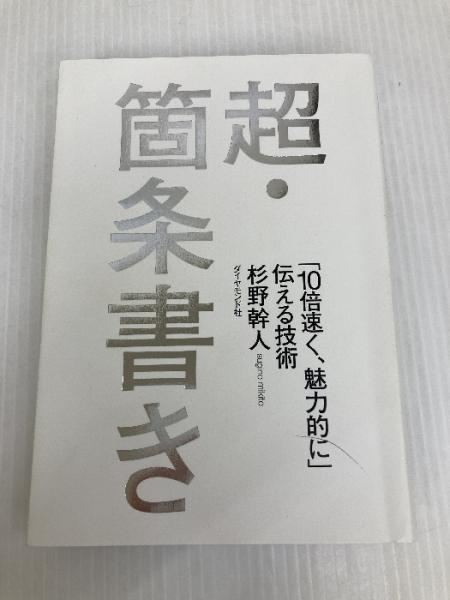 超・
箇条書き
「10倍速く、魅力的に」
伝える技術
杉野幹人
sugino mikito
ダイヤモンド社